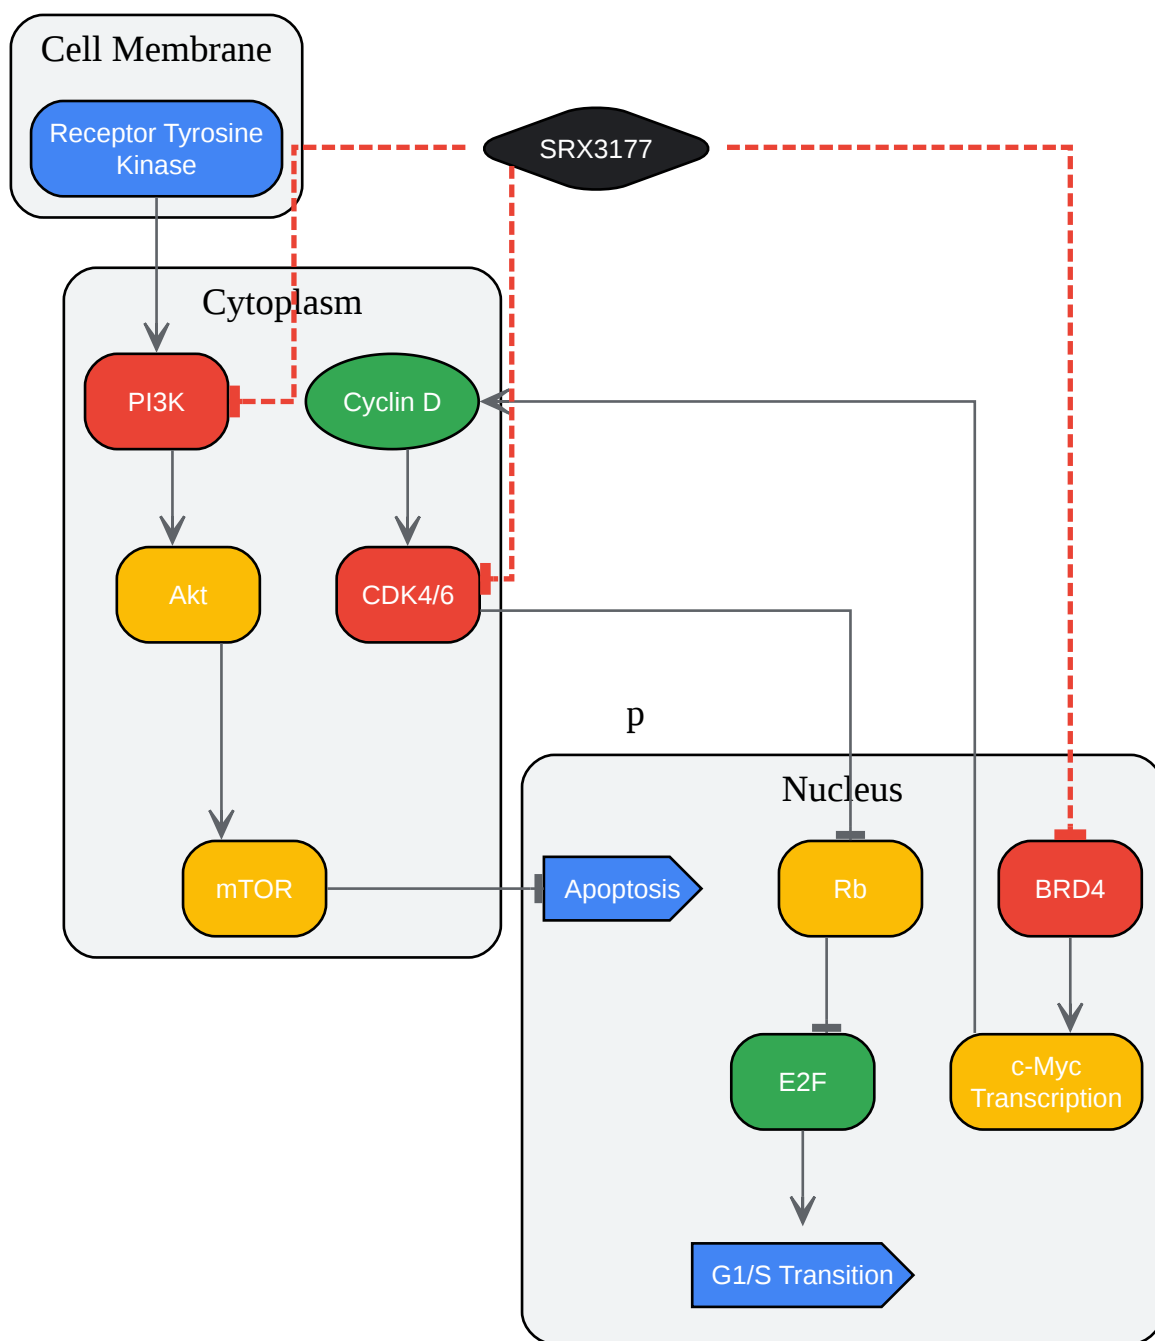 Cell Membrane
Receptor Tyrosine
Kinase
SRX3177
Cytoplasm
PI3K
Cyclin D
Akt
CDK4/6
p
Nucleus
mTOR
Apoptosis
Rb
BRD4
E2F
c-Myc
Transcription
G1/S Transition